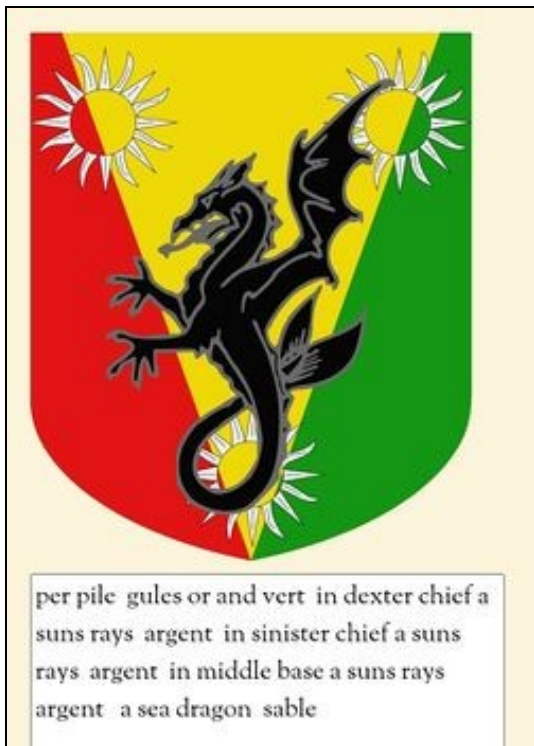 per pile gules or and vert in dexter chief a
suns rays argent in sinister chief a suns
rays argent in middle base a suns rays
argent a sea dragon sable